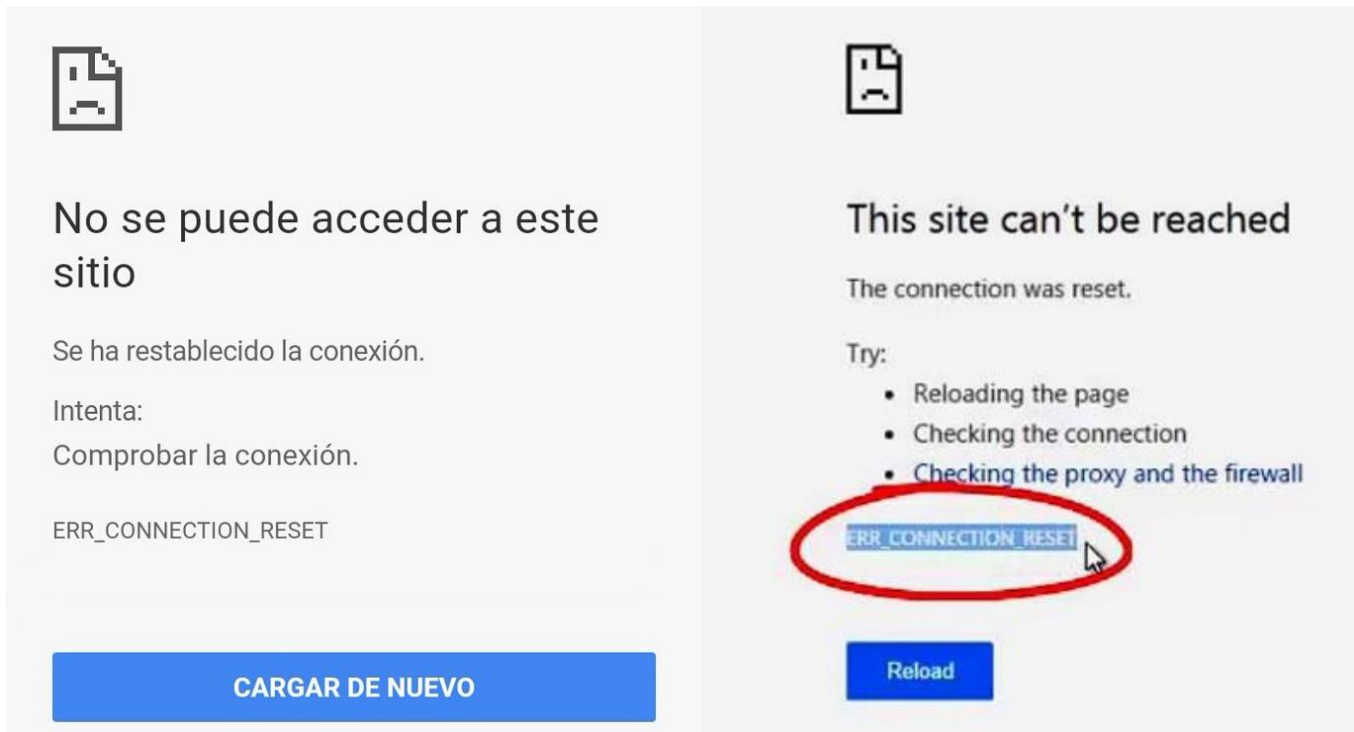 No se puede acceder a este
sitio
Se ha restablecido la conexión.
Intenta:
Comprobar la conexión.
ERR_CONNECTION_RESET
CARGAR DE NUEVO
This site can't be reached
The connection was reset.
Try:
• Reloading the page
• Checking the connection
• Checking the proxy and the firewall
ERR_CONNECTION_RESET
Reload